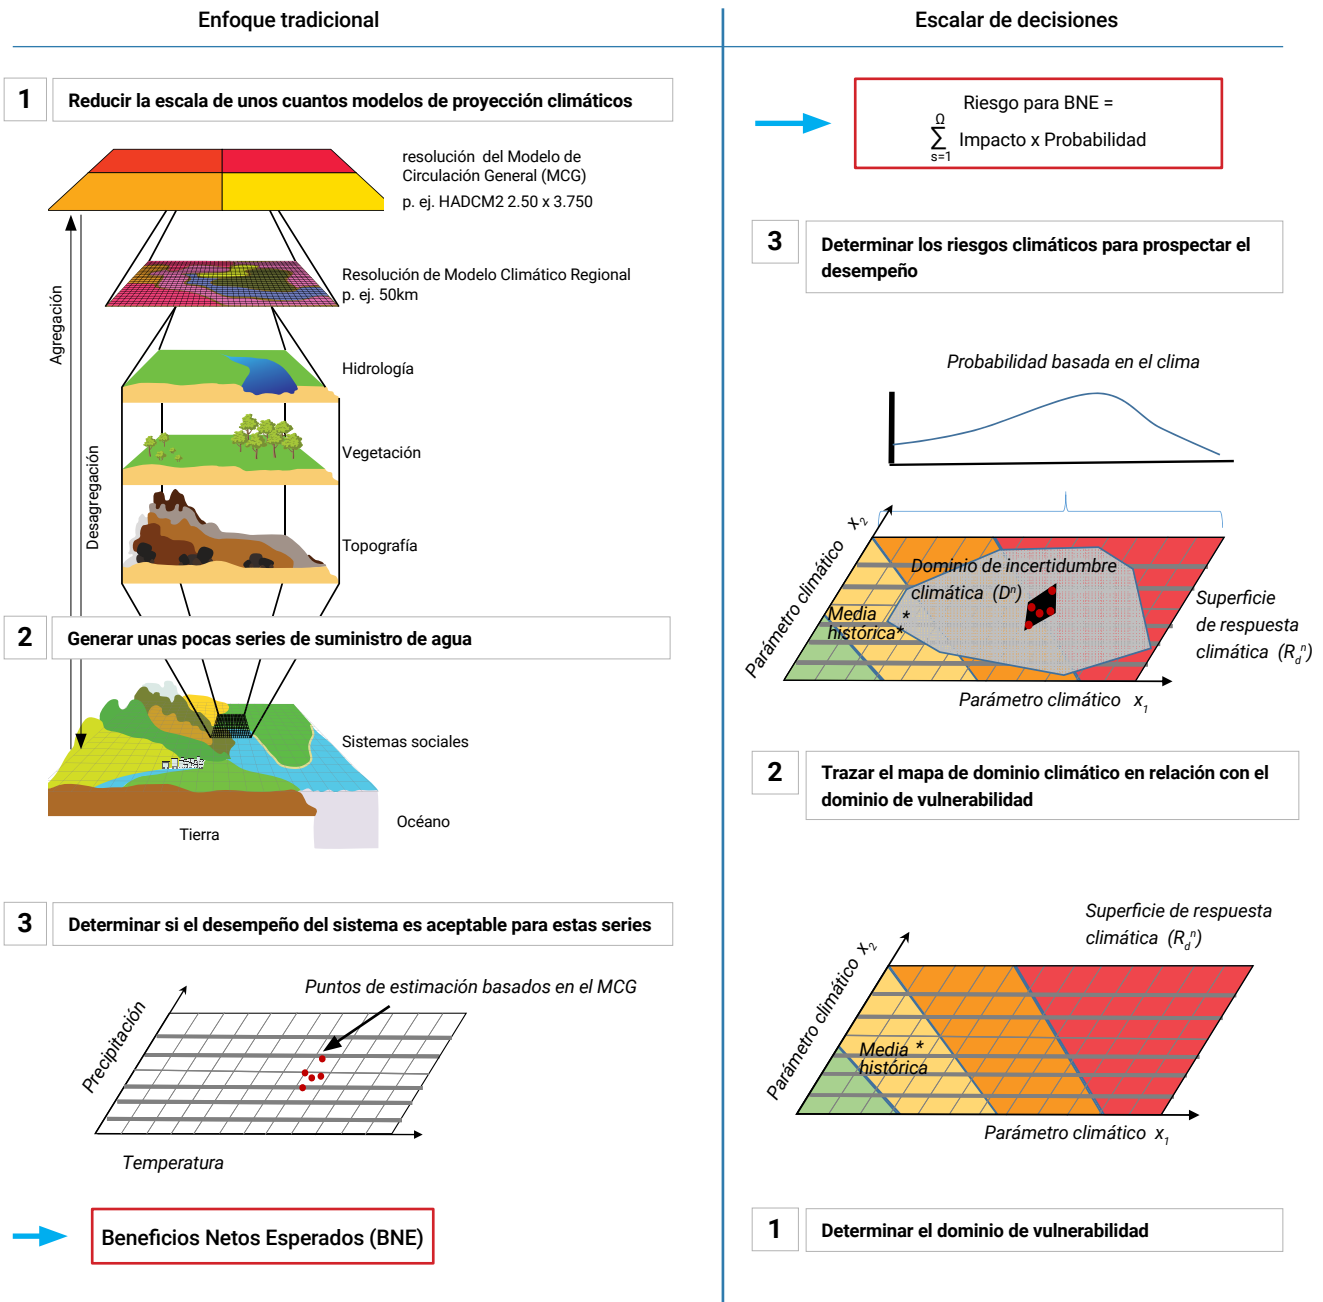 Enfoque tradicional
1
Reducir la escala de unos cuantos modelos de proyección climáticos
resolución del Modelo de
Circulación General (MCG)
p. ej. HADCM2 2.50 x 3.750
Resolución de Modelo Climático Regional
p. ej. 50km
Agregación
Desagregación
Hidrología
Vegetación
Topografía
2
Generar unas pocas series de suministro de agua
Sistemas sociales
Océano
Tierra
3
Determinar si el desempeño del sistema es aceptable para estas series
Puntos de estimación basados en el MCG
Precipitación
Temperatura
Beneficios Netos Esperados (BNE)
Escalar de decisiones
Riesgo para BNE =
Ω
∑ Impacto x Probabilidad
s=1
3
Determinar los riesgos climáticos para prospectar el
desempeño
Probabilidad basada en el clima
Parámetro climático x₂
Dominio de incertidumbre
climática (Dⁿ)
Media *
histórica*
Superficie
de respuesta
climática (R_dⁿ)
Parámetro climático x₁
2
Trazar el mapa de dominio climático en relación con el
dominio de vulnerabilidad
Superficie de respuesta
climática (R_dⁿ)
Parámetro climático x₂
Media *
histórica
Parámetro climático x₁
1
Determinar el dominio de vulnerabilidad